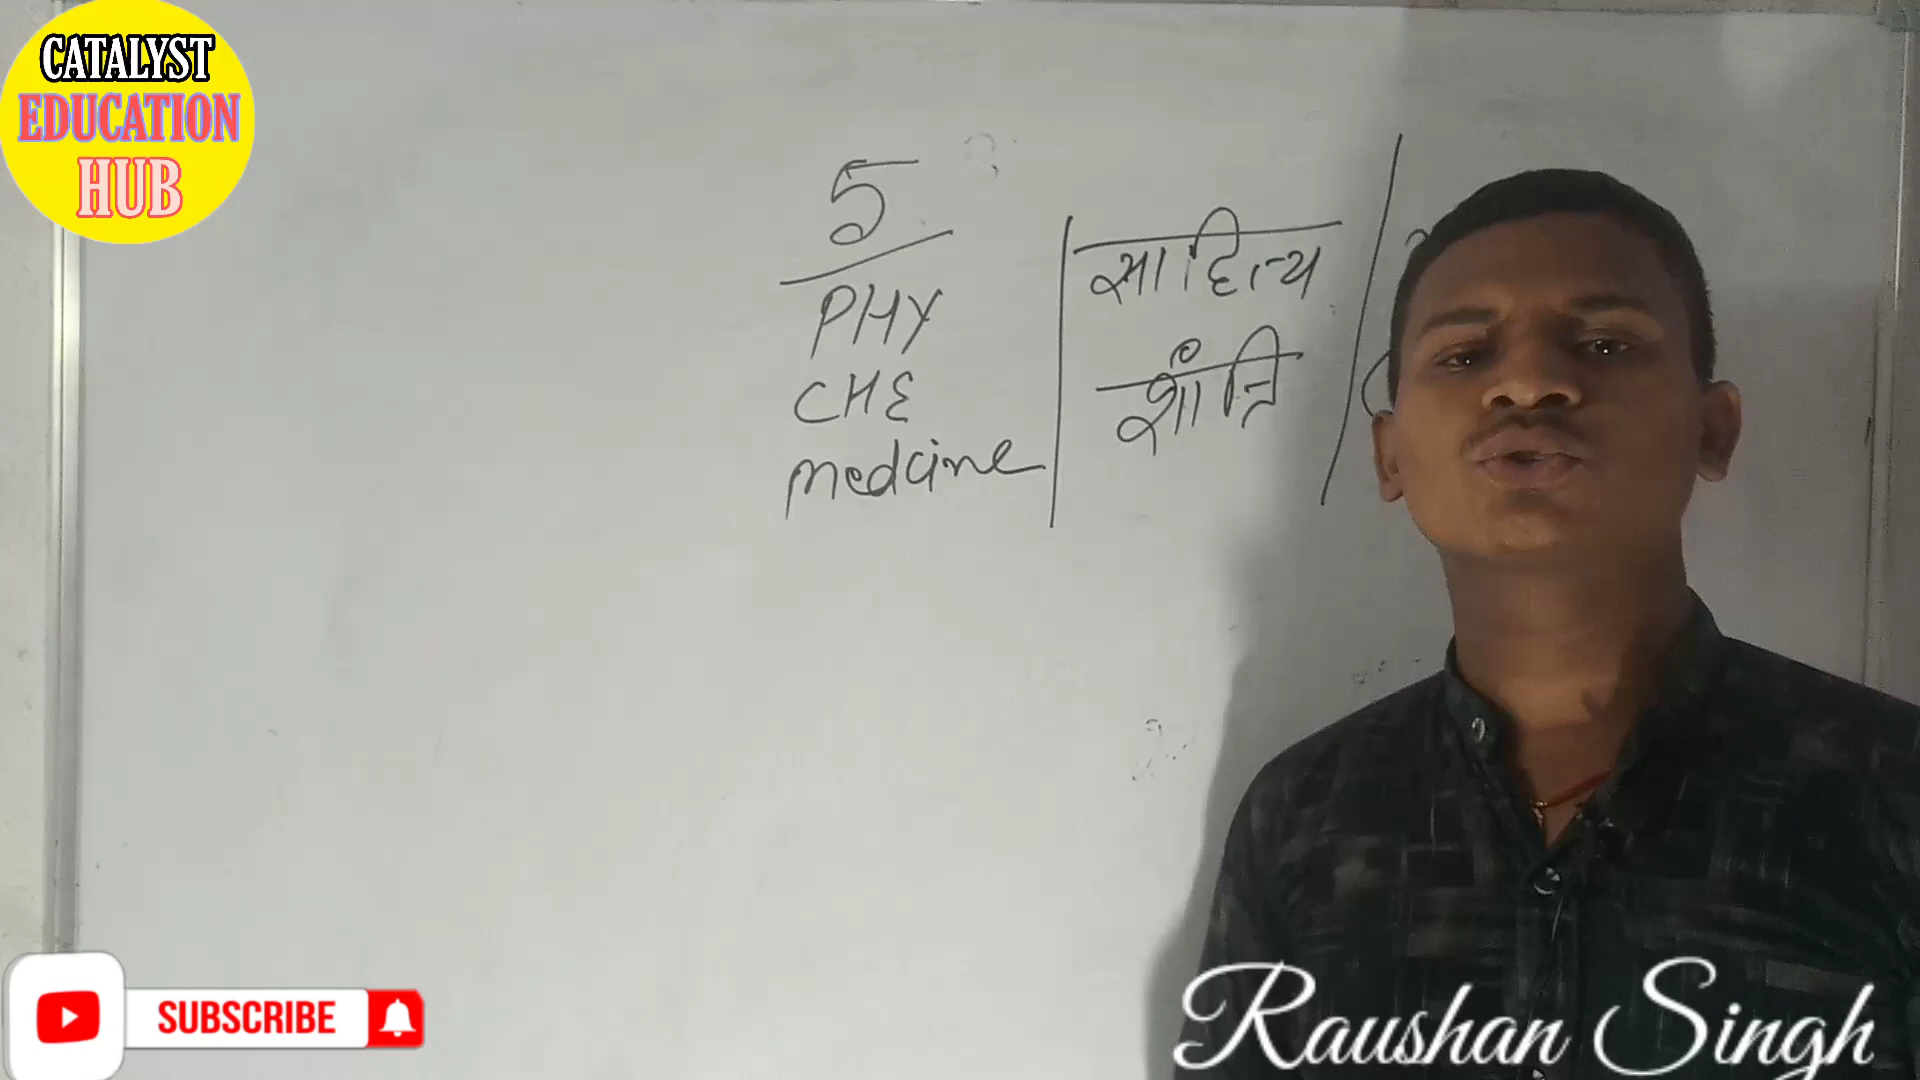 CATALYST
EDUCATION
HUB
5
PHY
CHE
medcine
साहित्य
शांति
SUBSCRIBE
Raushan Singh